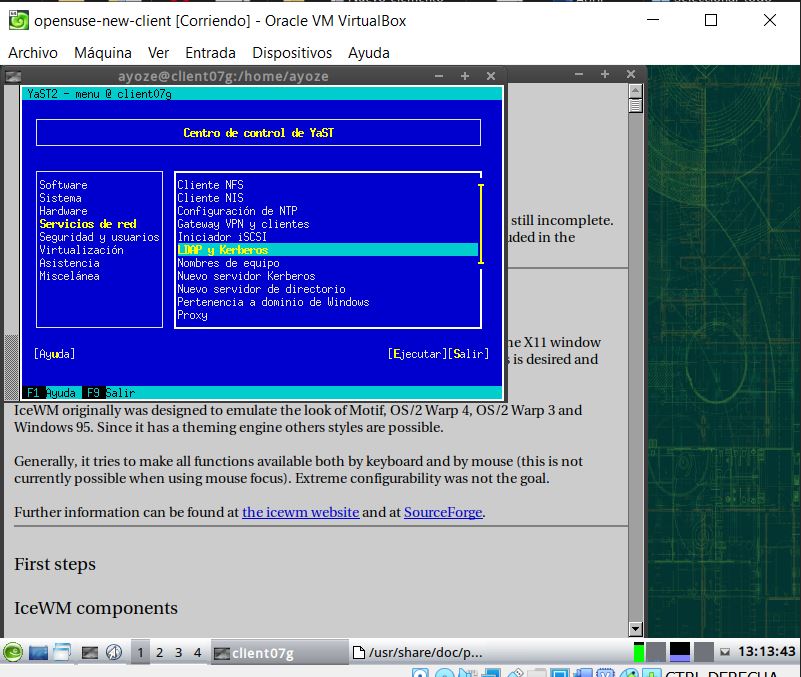 opensuse-new-client [Corriendo] - Oracle VM VirtualBox
Archivo Máquina Ver Entrada Dispositivos Ayuda
ayoze@client07g:/home/ayoze
YaST2 - menu @ client07g
Centro de control de YaST
Software
Sistema
Hardware
Servicios de red
Seguridad y usuarios
Virtualización
Asistencia
Miscelánea
Cliente NFS
Cliente NIS
Configuración de NTP
Gateway VPN y clientes
Iniciador iSCSI
LDAP y Kerberos
Nombres de equipo
Nuevo servidor Kerberos
Nuevo servidor de directorio
Pertenencia a dominio de Windows
Proxy
[Ayuda] [Ejecutar][Salir]
F1 Ayuda F9 Salir
still incomplete.
uded in the
he X11 window
s is desired and
IceWM originally was designed to emulate the look of Motif, OS/2 Warp 4, OS/2 Warp 3 and
Windows 95. Since it has a theming engine others styles are possible.
Generally, it tries to make all functions available both by keyboard and by mouse (this is not
currently possible when using mouse focus). Extreme configurability was not the goal.
Further information can be found at the icewm website and at SourceForge.
First steps
IceWM components
1 2 3 4 client07g /usr/share/doc/p... 13:13:43
CTRL DERECHA